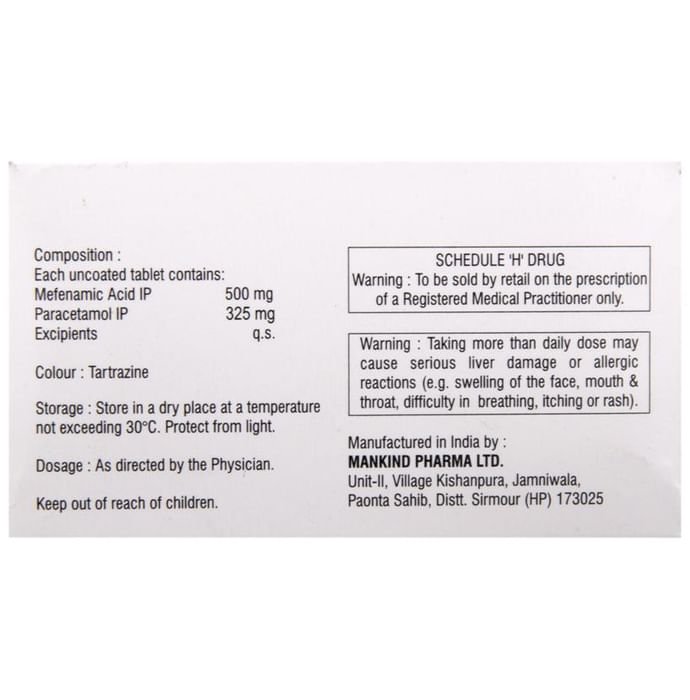 Composition :
Each uncoated tablet contains:
Mefenamic Acid IP 500 mg
Paracetamol IP 325 mg
Excipients q.s.
Colour : Tartrazine
Storage : Store in a dry place at a temperature
not exceeding 30°C. Protect from light.
Dosage : As directed by the Physician.
Keep out of reach of children.
SCHEDULE 'H' DRUG
Warning : To be sold by retail on the prescription
of a Registered Medical Practitioner only.
Warning : Taking more than daily dose may
cause serious liver damage or allergic
reactions (e.g. swelling of the face, mouth &
throat, difficulty in breathing, itching or rash).
Manufactured in India by :
MANKIND PHARMA LTD.
Unit-II, Village Kishanpura, Jamniwala,
Paonta Sahib, Distt. Sirmour (HP) 173025